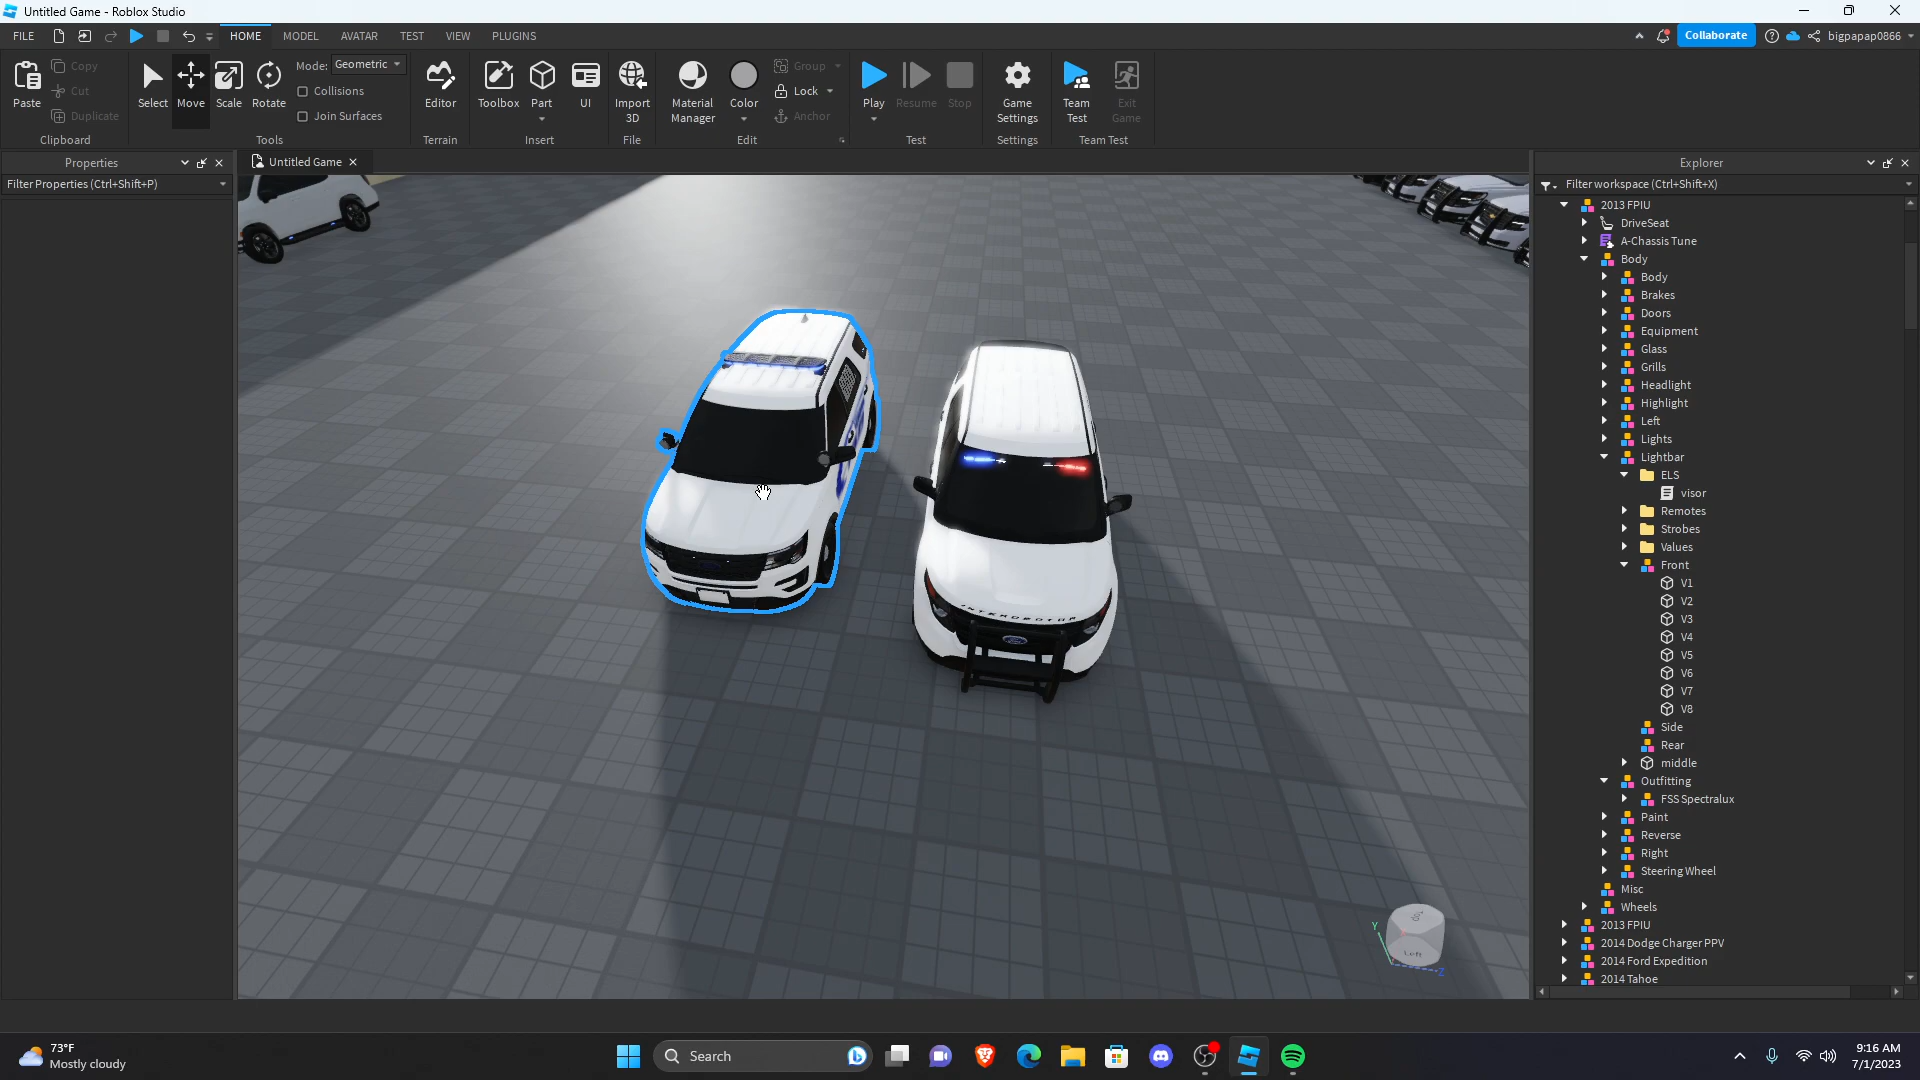 Untitled Game - Roblox Studio
FILE HOME MODEL AVATAR TEST VIEW PLUGINS Collaborate bigpapap0866
Paste Copy Cut Duplicate
Clipboard
Select Move Scale Rotate Mode: Geometric
Collisions
Join Surfaces
Tools
Editor
Terrain
Toolbox Part UI
Insert
Import 3D
File
Material Manager Color Group
Lock
Anchor
Edit
Play Resume Stop
Test
Game Settings
Settings
Team Test Exit Game
Team Test
Properties
Filter Properties (Ctrl+Shift+P)
Untitled Game
Explorer
Filter workspace (Ctrl+Shift+X)
2013 FPIU
DriveSeat
A-Chassis Tune
Body
Body
Brakes
Doors
Equipment
Glass
Grills
Headlight
Highlight
Left
Lights
Lightbar
ELS
visor
Remotes
Strobes
Values
Front
V1
V2
V3
V4
V5
V6
V7
V8
Side
Rear
middle
Outfitting
FSS Spectralux
Paint
Reverse
Right
Steering Wheel
Misc
Wheels
2013 FPIU
2014 Dodge Charger PPV
2014 Ford Expedition
2014 Tahoe
INTERCEPTOR
Ford
Y
Left
Z
73°F
Mostly cloudy
Search
9:16 AM
7/1/2023